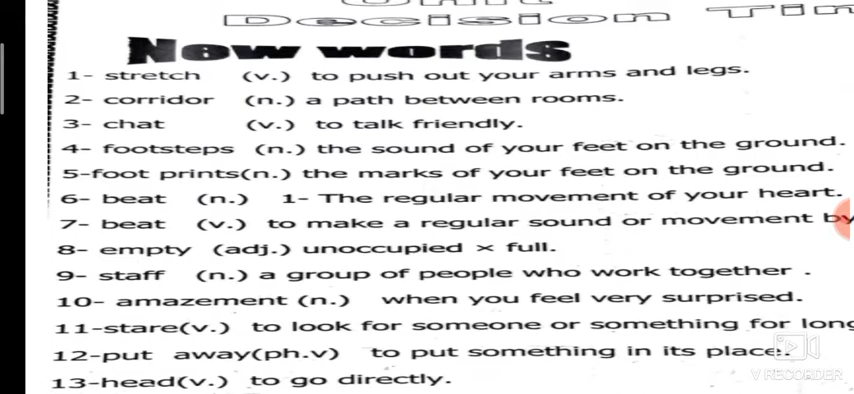 Decision Tim
New words
1- stretch (v.) to push out your arms and legs.
2- corridor (n.) a path between rooms.
3- chat (v.) to talk friendly.
4- footsteps (n.) the sound of your feet on the ground.
5-foot prints(n.) the marks of your feet on the ground.
6- beat (n.) 1- The regular movement of your heart.
7- beat (v.) to make a regular sound or movement by
8- empty (adj.) unoccupied × full.
9- staff (n.) a group of people who work together .
10- amazement (n.) when you feel very surprised.
11-stare(v.) to look for someone or something for long
12-put away(ph.v) to put something in its place.
V RECORDER
13-head(v.) to go directly.